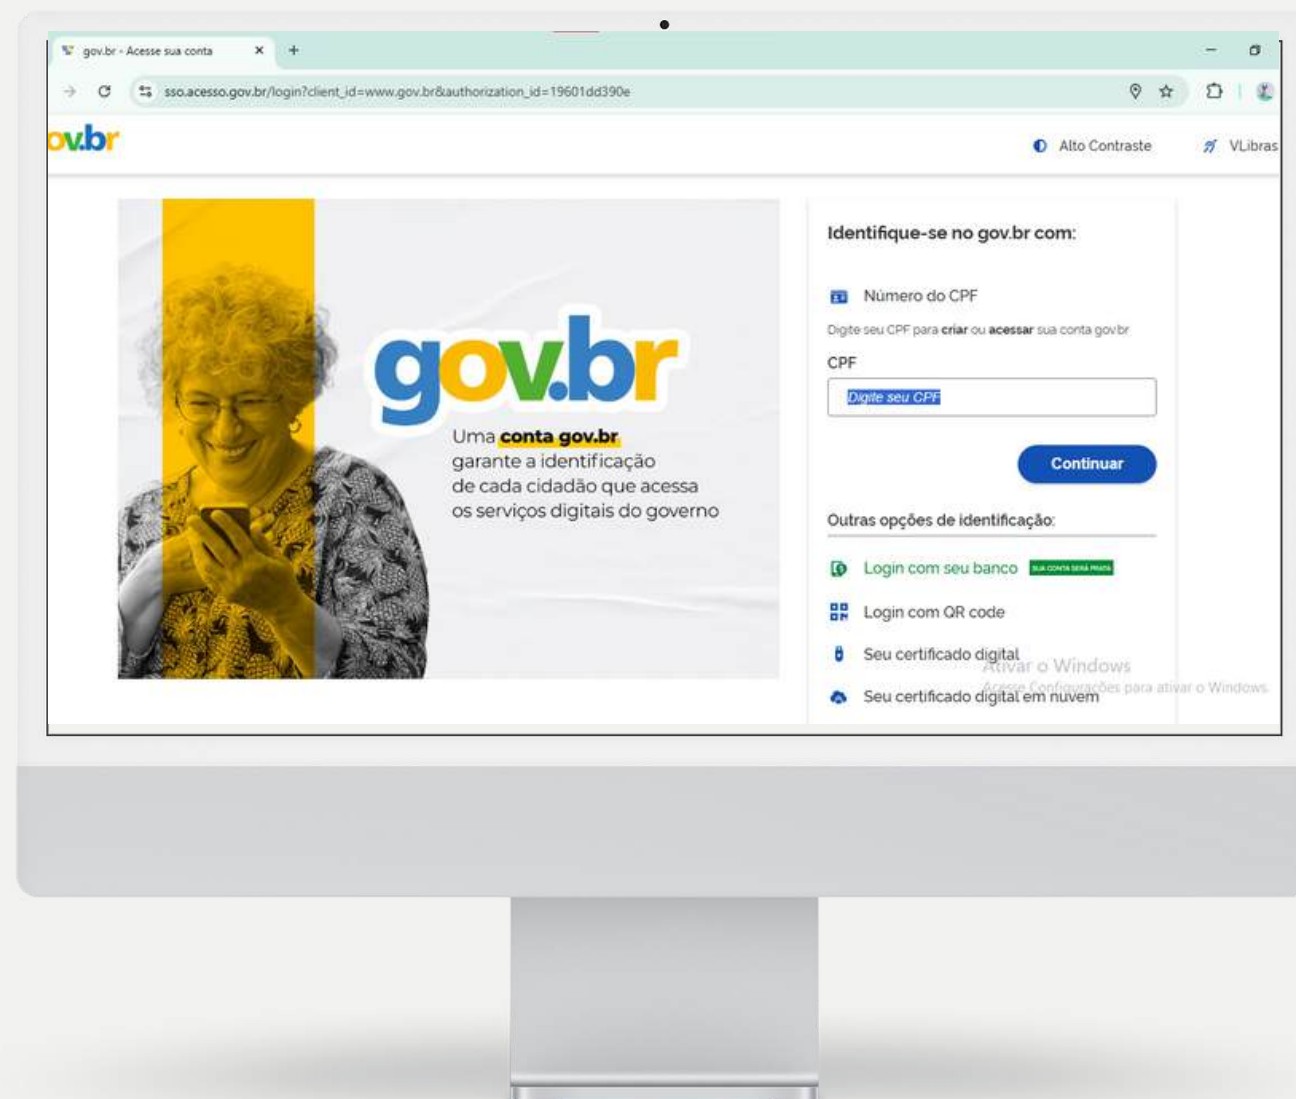 gov.br - Acesse sua conta
sso.acesso.gov.br/login?client_id=www.gov.br&authorization_id=19601dd390e
ov.br
Alto Contraste
VLibras
gov.br
Uma conta gov.br
garante a identificação
de cada cidadão que acessa
os serviços digitais do governo
Identifique-se no gov.br com:
Número do CPF
Digite seu CPF para criar ou acessar sua conta gov.br
CPF
Digite seu CPF
Continuar
Outras opções de identificação:
Login com seu banco SUA CONTA SERÁ PRATA
Login com QR code
Seu certificado digital
Seu certificado digital em nuvem
Ativar o Windows
Acesse Configurações para ativar o Windows.